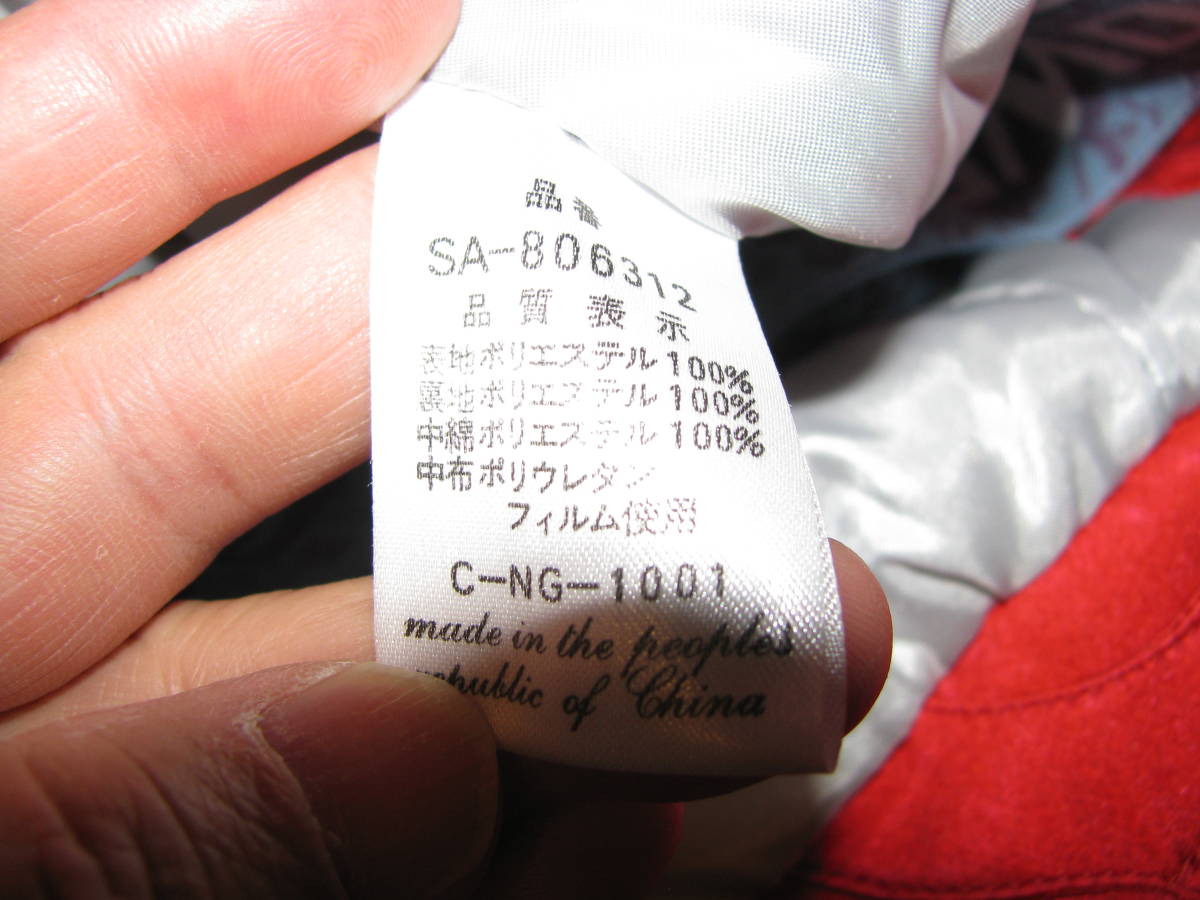 品番
SA-806312
品質表示
表地ポリエステル100%
裏地ポリエステル100%
中綿ポリエステル100%
中布ポリウレタン
フィルム使用
C-NG-1001
made in the peoples
republic of China